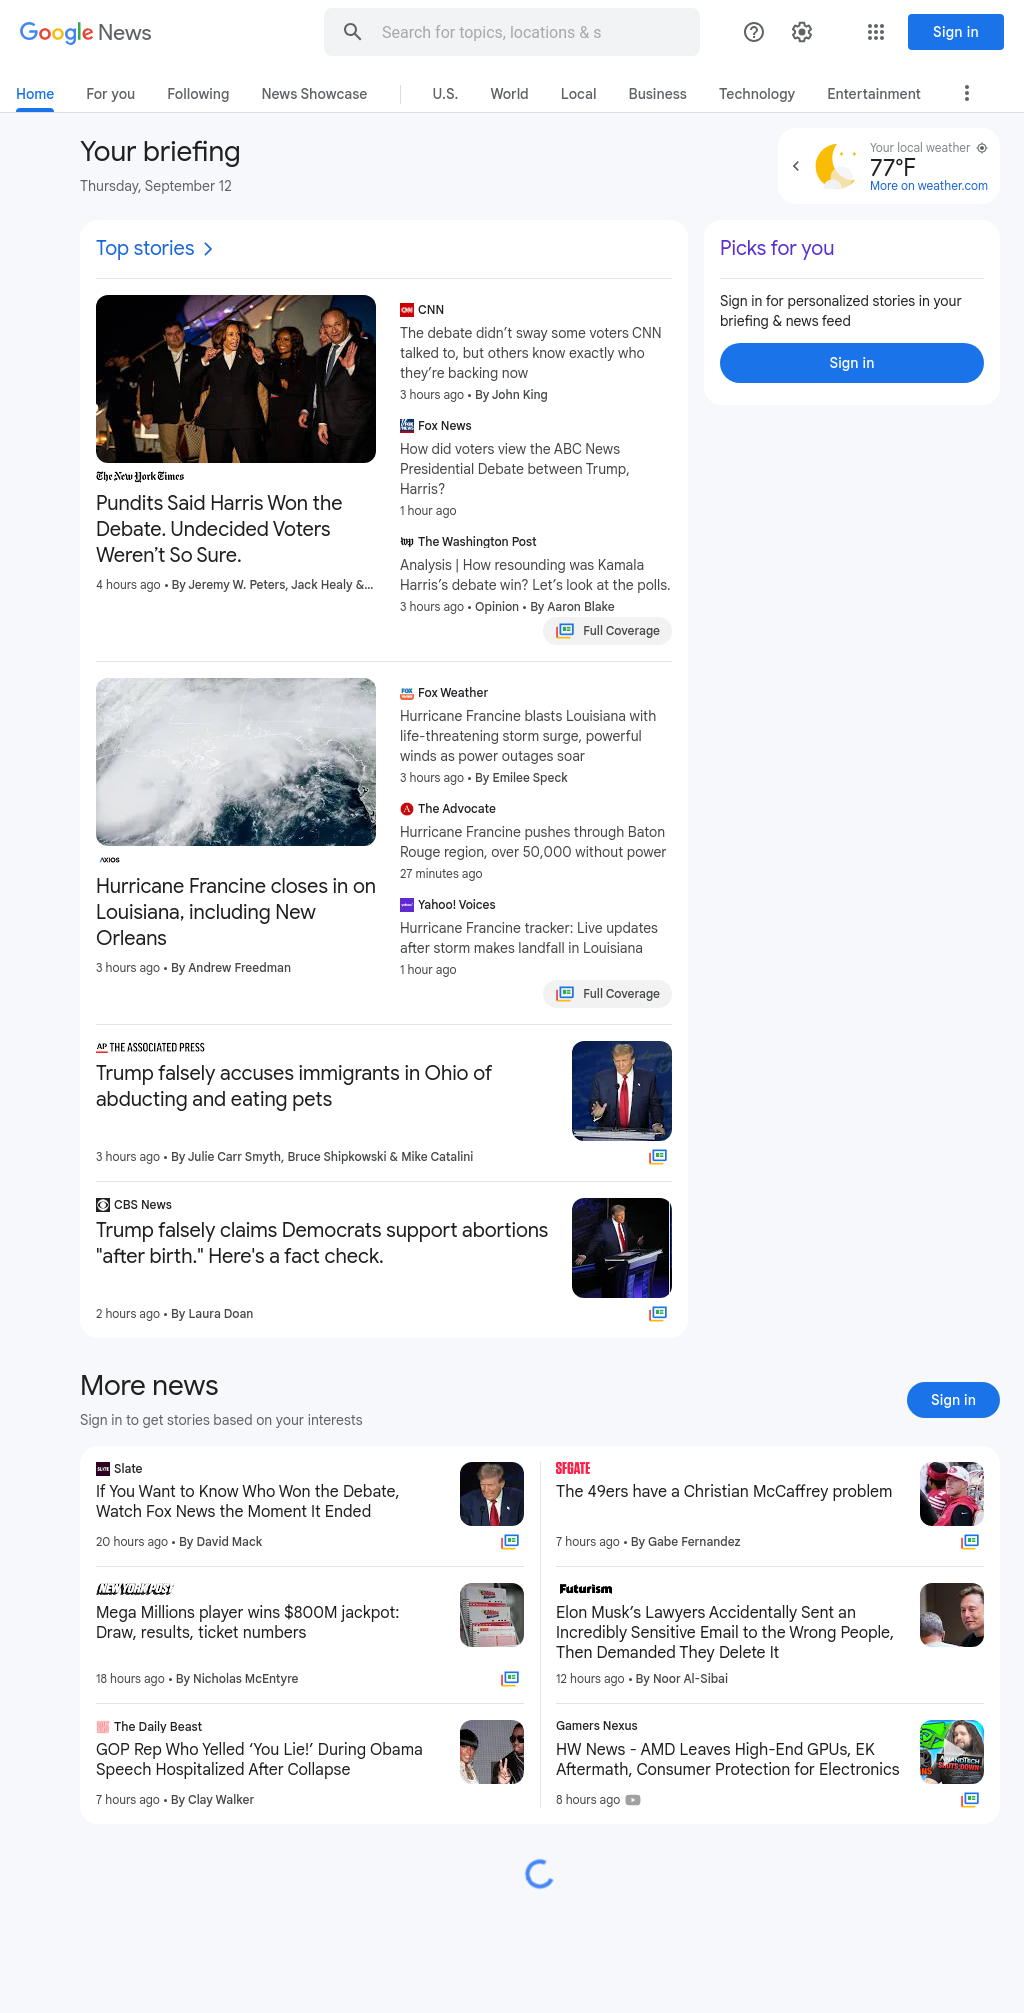 Google News
Search for topics, locations & s
Sign in
Home
For you
Following
News Showcase
U.S.
World
Local
Business
Technology
Entertainment
Your briefing
Thursday, September 12
Your local weather
77°F
More on weather.com
Top stories
The New York Times
Pundits Said Harris Won the
Debate. Undecided Voters
Weren’t So Sure.
4 hours ago • By Jeremy W. Peters, Jack Healy &...
CNN
The debate didn’t sway some voters CNN
talked to, but others know exactly who
they’re backing now
3 hours ago • By John King
Fox News
How did voters view the ABC News
Presidential Debate between Trump,
Harris?
1 hour ago
wp The Washington Post
Analysis | How resounding was Kamala
Harris’s debate win? Let’s look at the polls.
3 hours ago • Opinion • By Aaron Blake
Full Coverage
Picks for you
Sign in for personalized stories in your
briefing & news feed
Sign in
AXIOS
Hurricane Francine closes in on
Louisiana, including New
Orleans
3 hours ago • By Andrew Freedman
Fox Weather
Hurricane Francine blasts Louisiana with
life-threatening storm surge, powerful
winds as power outages soar
3 hours ago • By Emilee Speck
A The Advocate
Hurricane Francine pushes through Baton
Rouge region, over 50,000 without power
27 minutes ago
Yahoo! Voices
Hurricane Francine tracker: Live updates
after storm makes landfall in Louisiana
1 hour ago
Full Coverage
AP THE ASSOCIATED PRESS
Trump falsely accuses immigrants in Ohio of
abducting and eating pets
3 hours ago • By Julie Carr Smyth, Bruce Shipkowski & Mike Catalini
CBS News
Trump falsely claims Democrats support abortions
"after birth." Here's a fact check.
2 hours ago • By Laura Doan
More news
Sign in to get stories based on your interests
Sign in
SLATE Slate
If You Want to Know Who Won the Debate,
Watch Fox News the Moment It Ended
20 hours ago • By David Mack
SFGATE
The 49ers have a Christian McCaffrey problem
7 hours ago • By Gabe Fernandez
NEW YORK POST
Mega Millions player wins $800M jackpot:
Draw, results, ticket numbers
18 hours ago • By Nicholas McEntyre
Futurism
Elon Musk’s Lawyers Accidentally Sent an
Incredibly Sensitive Email to the Wrong People,
Then Demanded They Delete It
12 hours ago • By Noor Al-Sibai
The Daily Beast
GOP Rep Who Yelled ‘You Lie!’ During Obama
Speech Hospitalized After Collapse
7 hours ago • By Clay Walker
Gamers Nexus
HW News - AMD Leaves High-End GPUs, EK
Aftermath, Consumer Protection for Electronics
8 hours ago